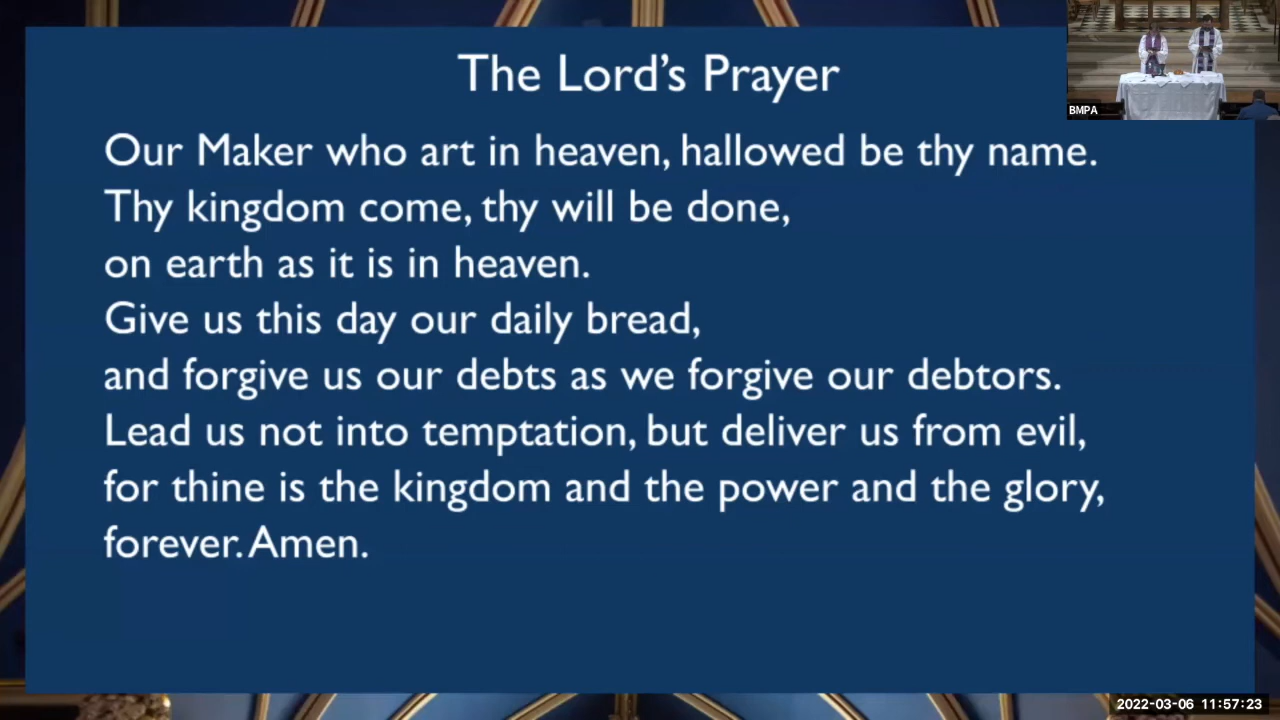 The Lord's Prayer
BMPA
Our Maker who art in heaven, hallowed be thy name.
Thy kingdom come, thy will be done,
on earth as it is in heaven.
Give us this day our daily bread,
and forgive us our debts as we forgive our debtors.
Lead us not into temptation, but deliver us from evil,
for thine is the kingdom and the power and the glory,
forever. Amen.
2022-03-06 11:57:23